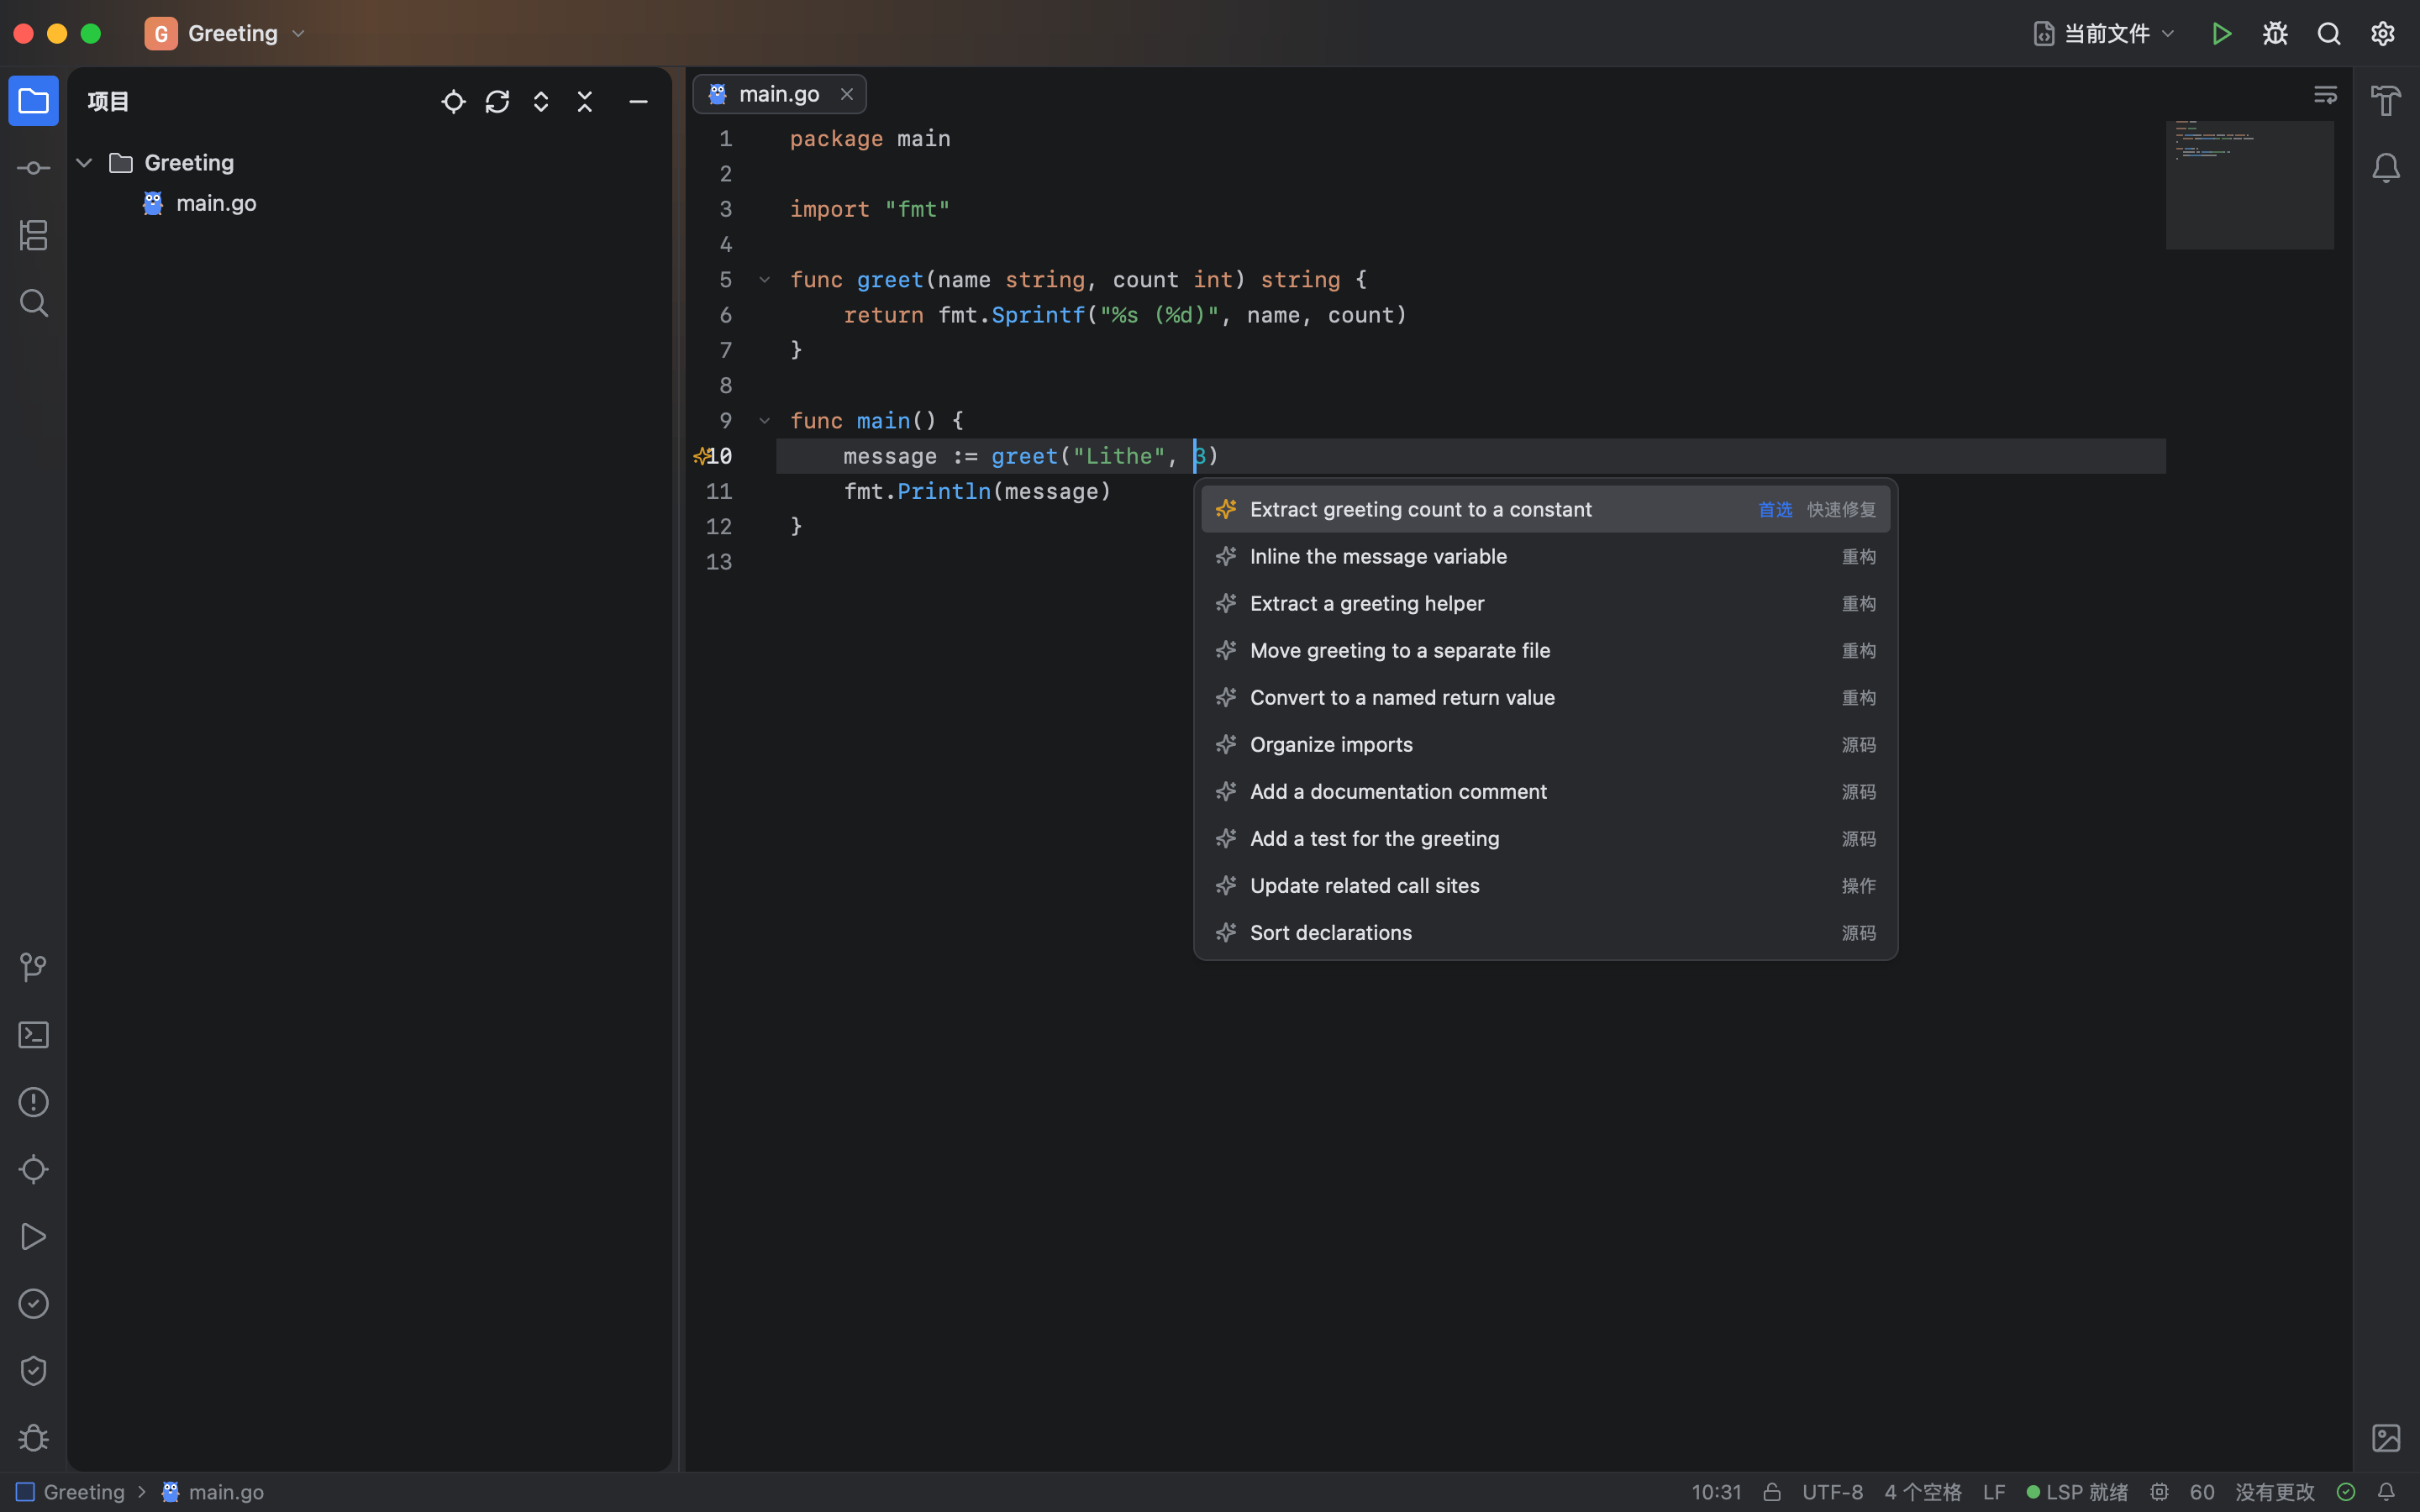 G Greeting
当前文件
项目
Greeting
main.go
main.go
1 package main
2
3 import "fmt"
4
5 func greet(name string, count int) string {
6 return fmt.Sprintf("%s (%d)", name, count)
7 }
8
9 func main() {
10 message := greet("Lithe", 3)
11 fmt.Println(message)
12 }
13
Extract greeting count to a constant 首选 快速修复
Inline the message variable 重构
Extract a greeting helper 重构
Move greeting to a separate file 重构
Convert to a named return value 重构
Organize imports 源码
Add a documentation comment 源码
Add a test for the greeting 源码
Update related call sites 操作
Sort declarations 源码
Greeting main.go 10:31 UTF-8 4 个空格 LF LSP 就绪 60 没有更改